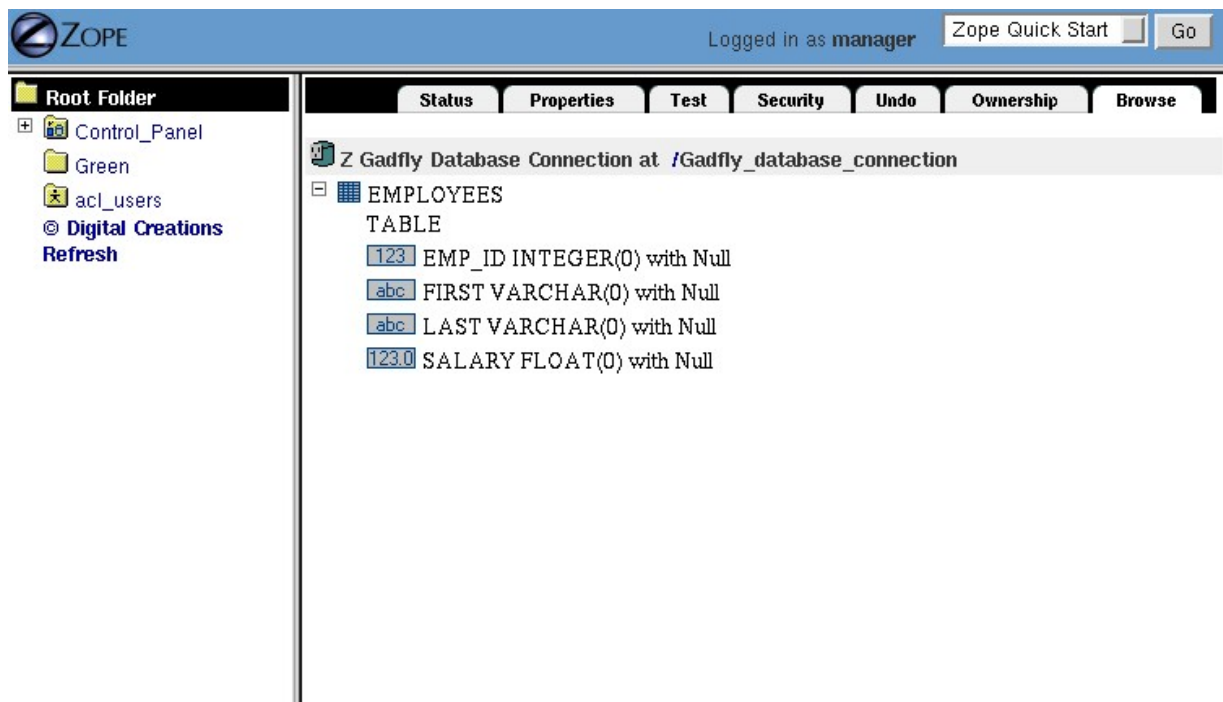 ZOPE
Logged in as manager
Zope Quick Start
Go
Root Folder
Control_Panel
Green
acl_users
© Digital Creations
Refresh
Status Properties Test Security Undo Ownership Browse
Z Gadfly Database Connection at /Gadfly_database_connection
EMPLOYEES
TABLE
123 EMP_ID INTEGER(0) with Null
abc FIRST VARCHAR(0) with Null
abc LAST VARCHAR(0) with Null
123.0 SALARY FLOAT(0) with Null